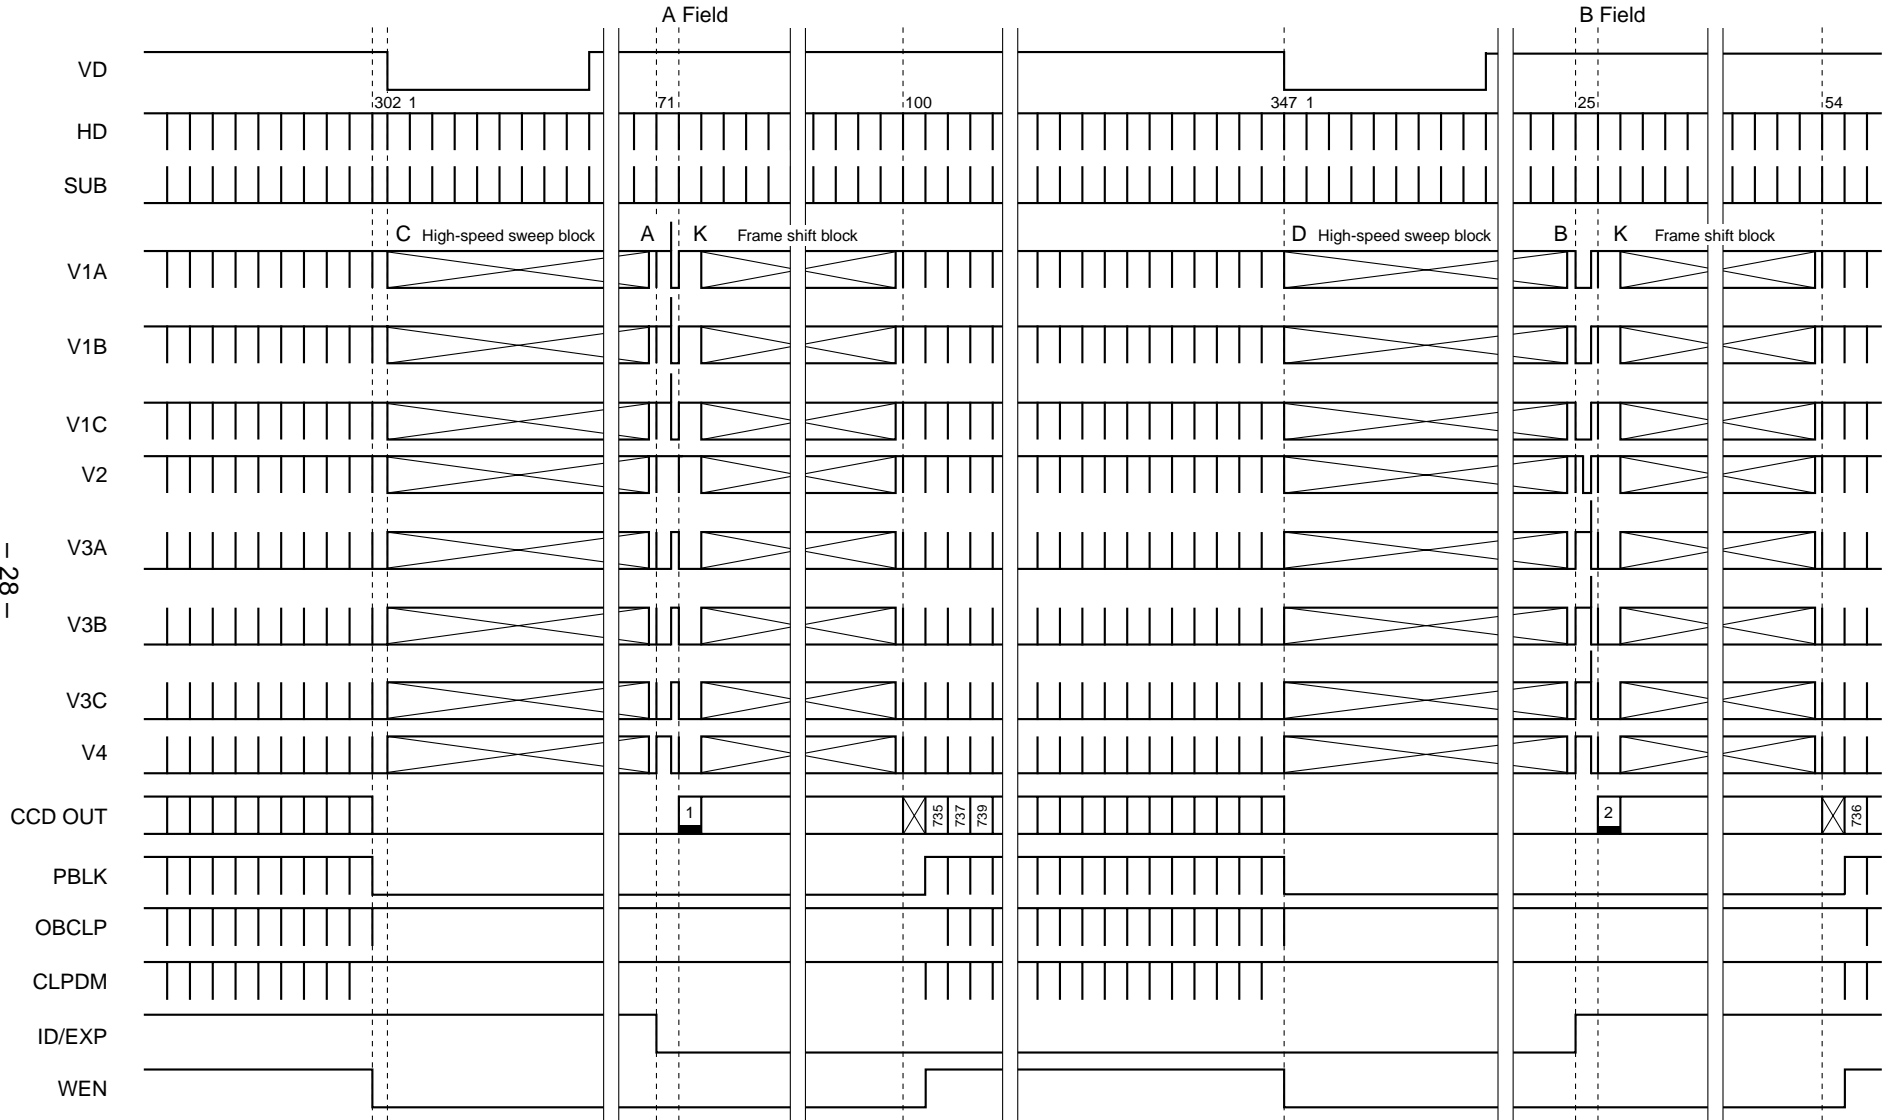 A Field B Field
VD
302 1 71 100 347 1 25 54
HD
SUB
C High-speed sweep block A K Frame shift block D High-speed sweep block B K Frame shift block
V1A
V1B
V1C
V2
V3A
– 28 –
V3B
V3C
V4
CCD OUT 1 735 737 739 2 736
PBLK
OBCLP
CLPDM
ID/EXP
WEN